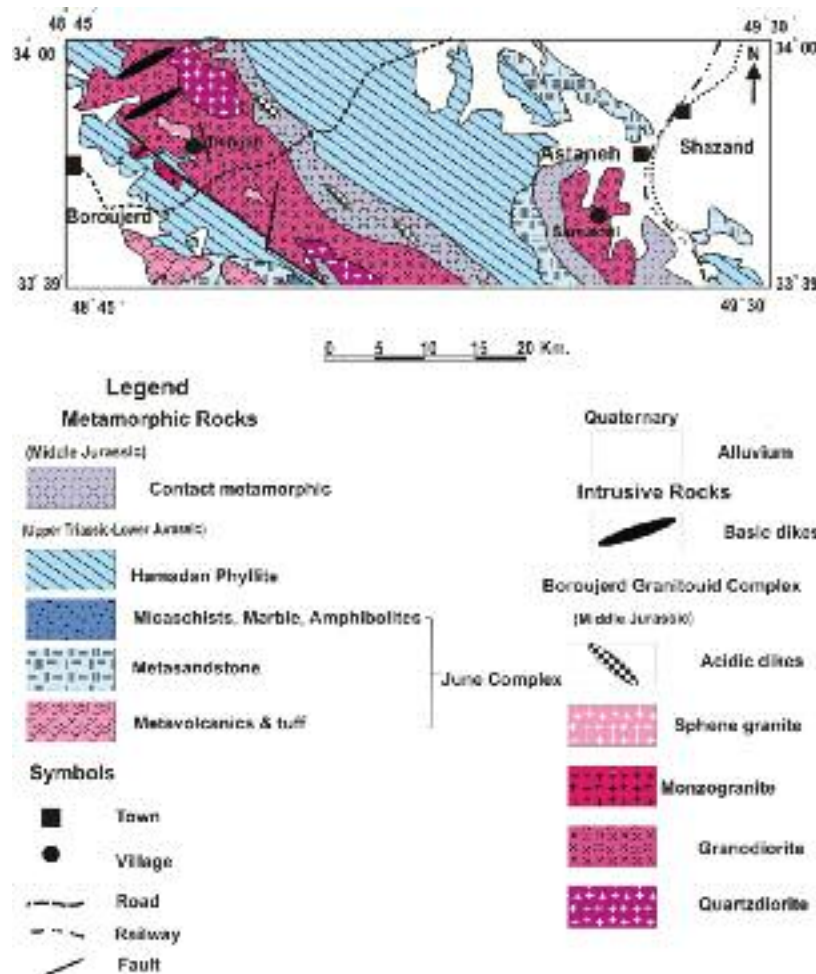 48° 45
49° 30
34° 00
34° 00
N
Astaneh
Shazand
Boroujerd
33° 39
33° 39
48° 45
49° 30
0 5 10 15 20 Km.
Legend
Metamorphic Rocks
(Middle Jurassic)
Contact metamorphic
(Upper Triassic-Lower Jurassic)
Hamadan Phyllite
Micaschists, Marble, Amphibolites
Metasandstone
June Complex
Metavolcanics & tuff
Symbols
Town
Village
Road
Railway
Fault
Quaternary
Alluvium
Intrusive Rocks
Basic dikes
Boroujerd Granitouid Complex
(Middle Jurassic)
Acidic dikes
Sphene granite
Monzogranite
Granodiorite
Quartzdiorite